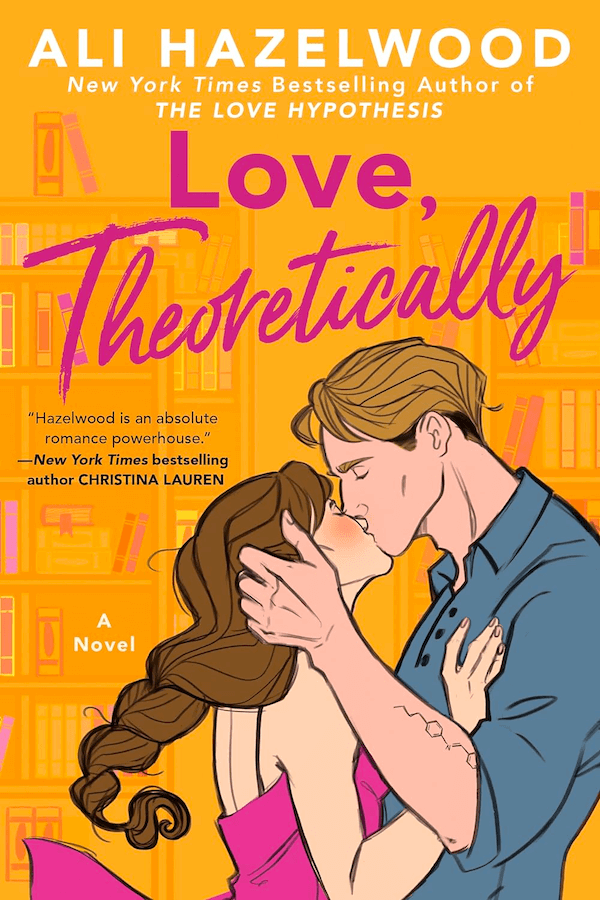 ALI HAZELWOOD
New York Times Bestselling Author of
THE LOVE HYPOTHESIS
Love,
Theoretically
“Hazelwood is an absolute
romance powerhouse.”
—New York Times bestselling
author CHRISTINA LAUREN
A
Novel